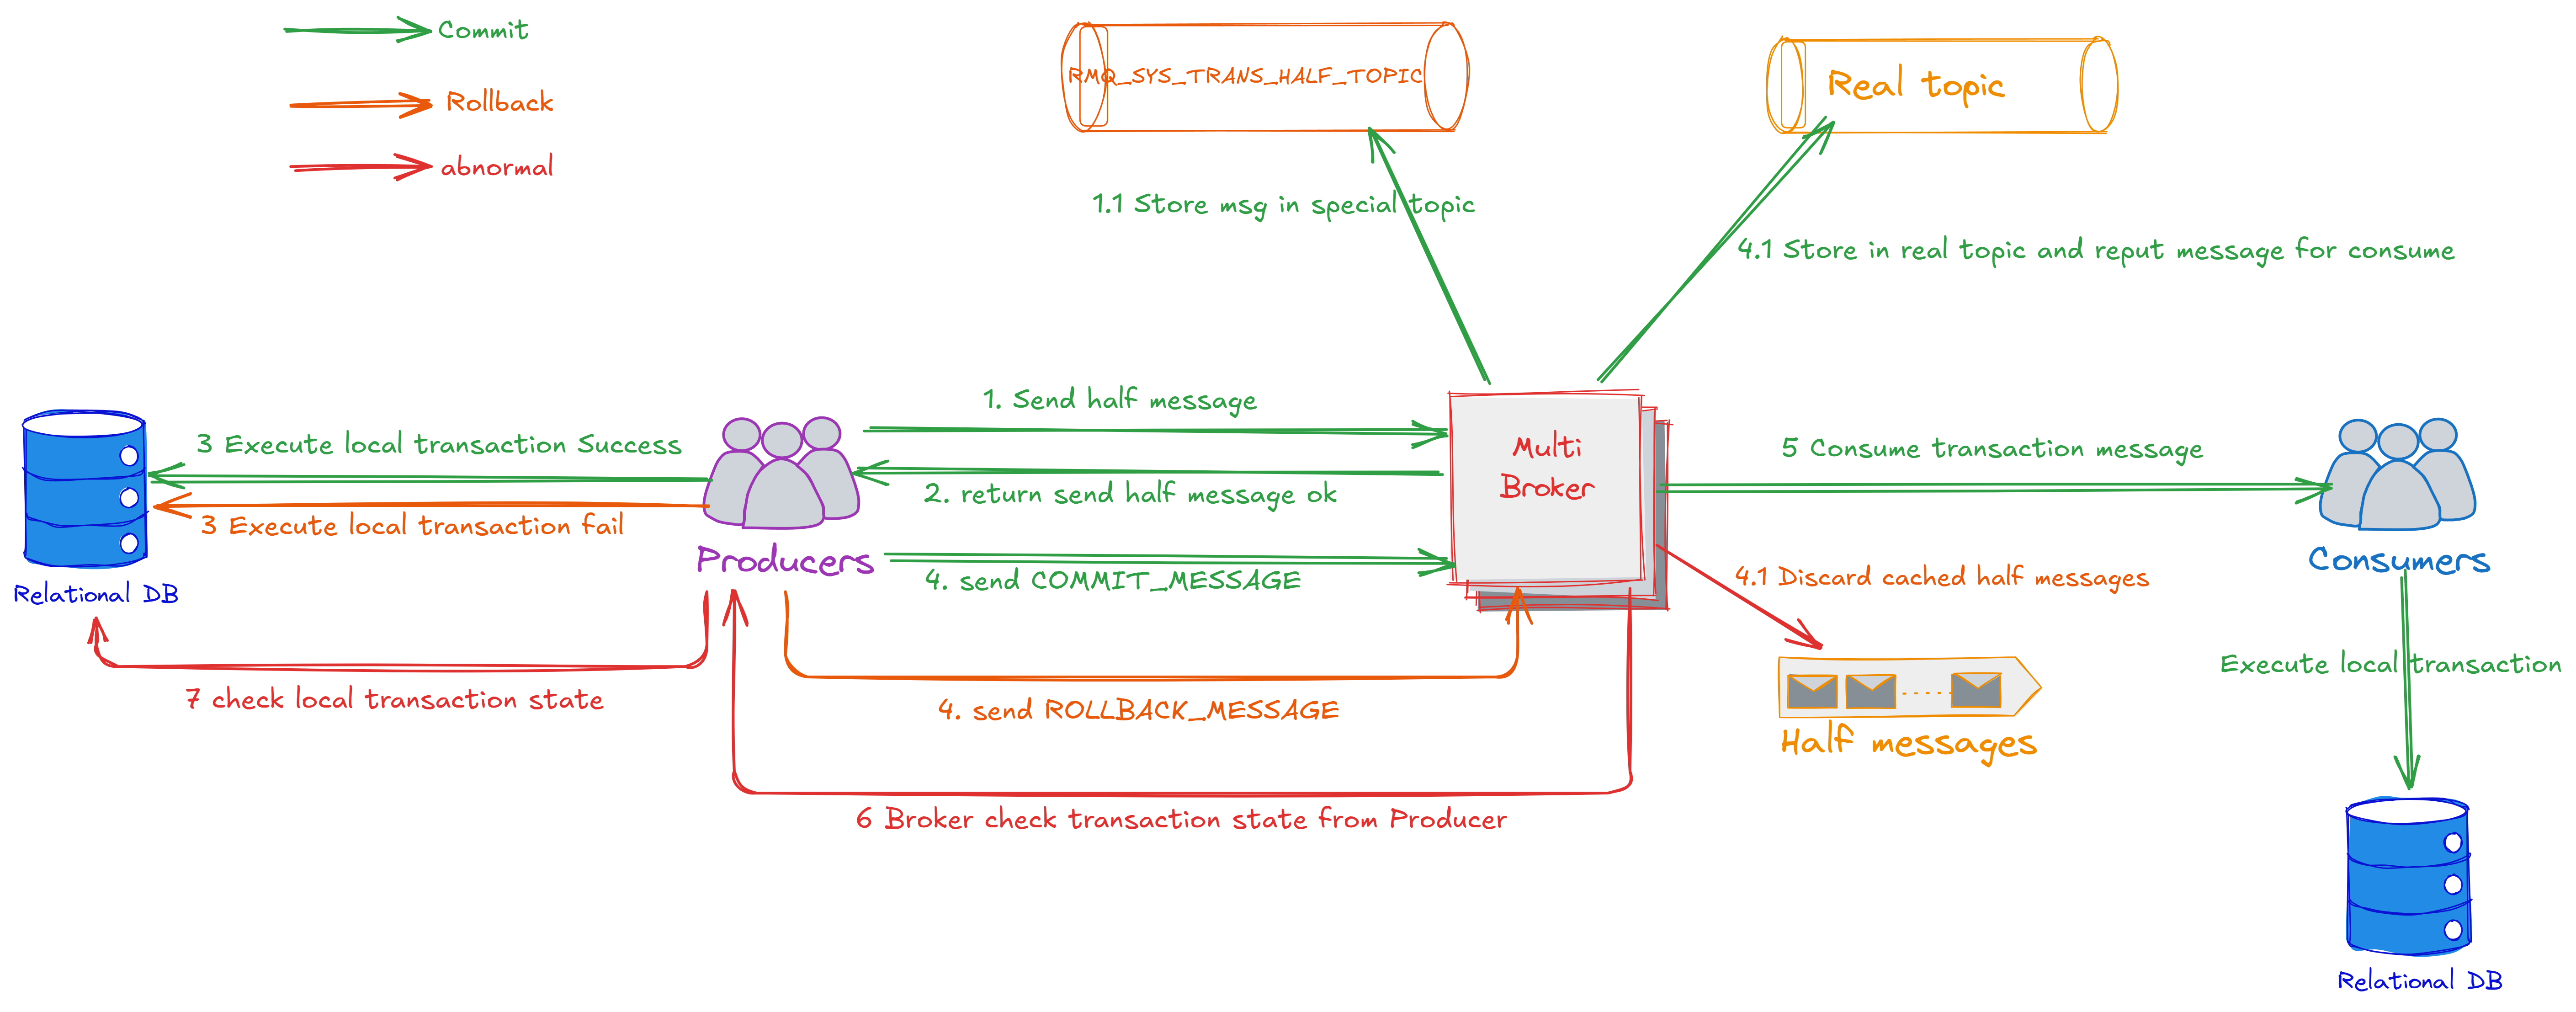 Commit
Rollback
abnormal
RMQ_SYS_TRANS_HALF_TOPIC
Real topic
1.1 Store msg in special topic
4.1 Store in real topic and reput message for consume
1. Send half message
3 Execute local transaction Success
2. return send half message ok
3 Execute local transaction fail
Multi
Broker
5 Consume transaction message
Producers
Consumers
4. send COMMIT_MESSAGE
4.1 Discard cached half messages
Relational DB
7 check local transaction state
4. send ROLLBACK_MESSAGE
Execute local transaction
Half messages
6 Broker check transaction state from Producer
Relational DB